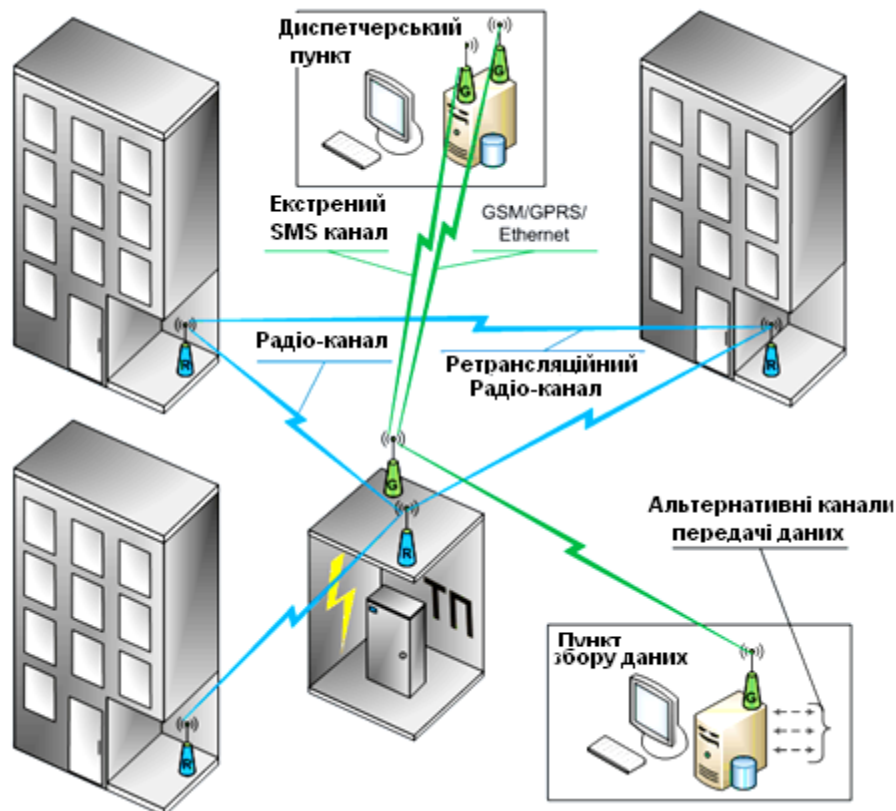 Диспетчерський
пункт
G
G
Екстрений
SMS канал
GSM/GPRS/
Ethernet
Радіо-канал
Ретрансляційний
Радіо-канал
R
R
G
R
ТП
Альтернативні канали
передачі даних
Пункт
збору даних
G
R